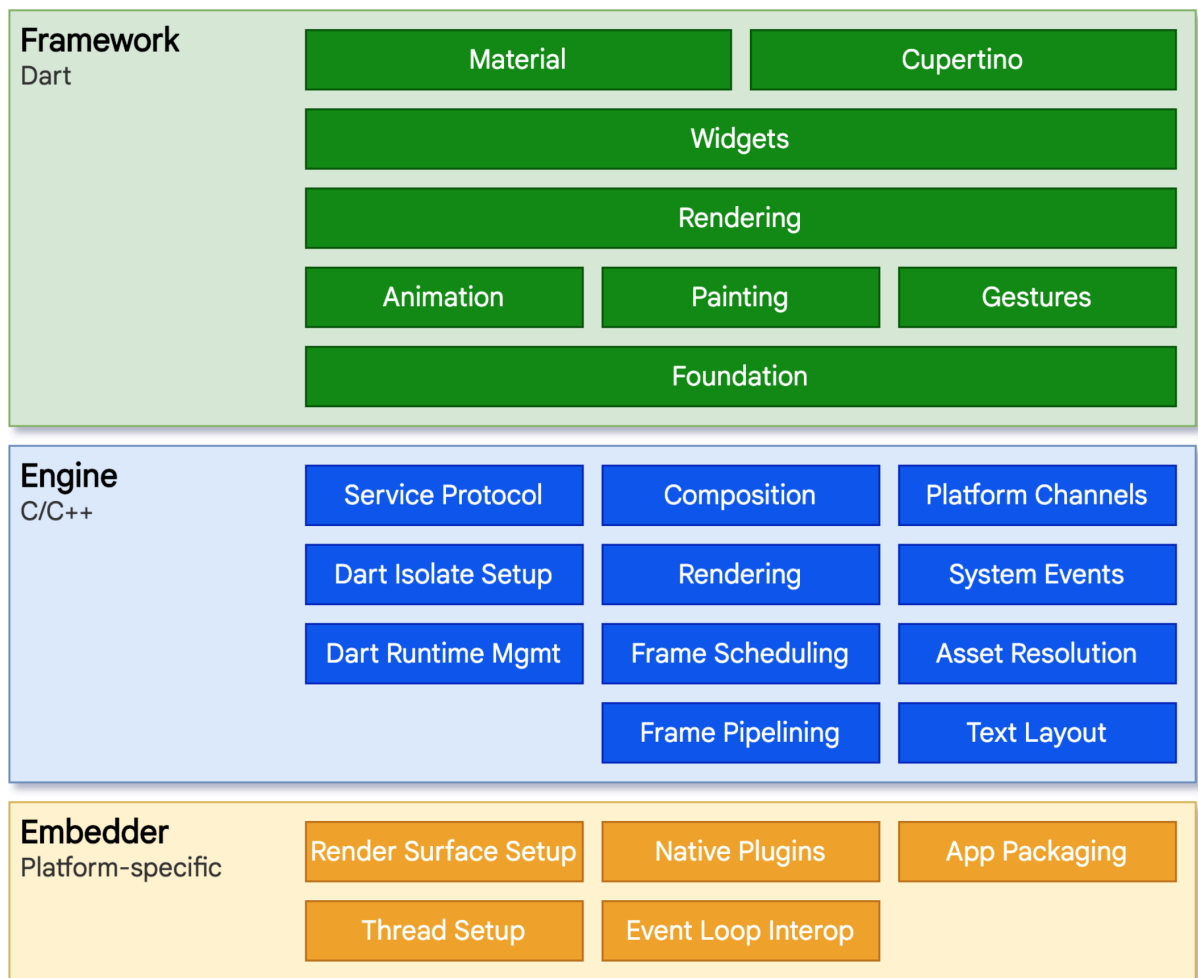 Framework
Dart
Material
Cupertino
Widgets
Rendering
Animation
Painting
Gestures
Foundation
Engine
C/C++
Service Protocol
Composition
Platform Channels
Dart Isolate Setup
Rendering
System Events
Dart Runtime Mgmt
Frame Scheduling
Asset Resolution
Frame Pipelining
Text Layout
Embedder
Platform-specific
Render Surface Setup
Native Plugins
App Packaging
Thread Setup
Event Loop Interop